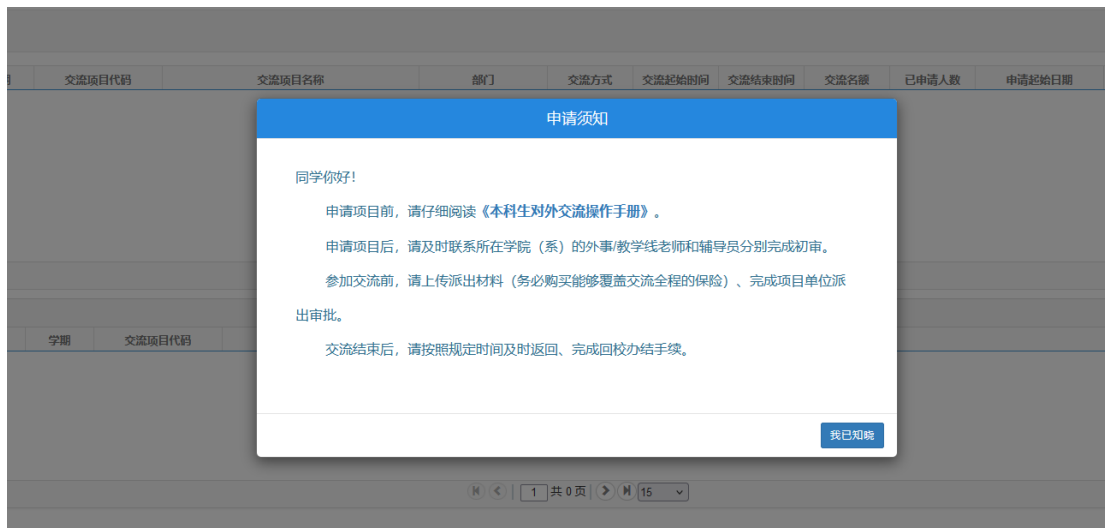 交流项目代码 交流项目名称 部门 交流方式 交流起始时间 交流结束时间 交流名额 已申请人数 申请起始日期
申请须知
同学你好！
申请项目前，请仔细阅读《本科生对外交流操作手册》。
申请项目后，请及时联系所在学院（系）的外事/教学线老师和辅导员分别完成初审。
参加交流前，请上传派出材料（务必购买能够覆盖交流全程的保险）、完成项目单位派
出审批。
学期 交流项目代码
交流结束后，请按照规定时间及时返回、完成回校办结手续。
我已知晓
1 共 0 页 15